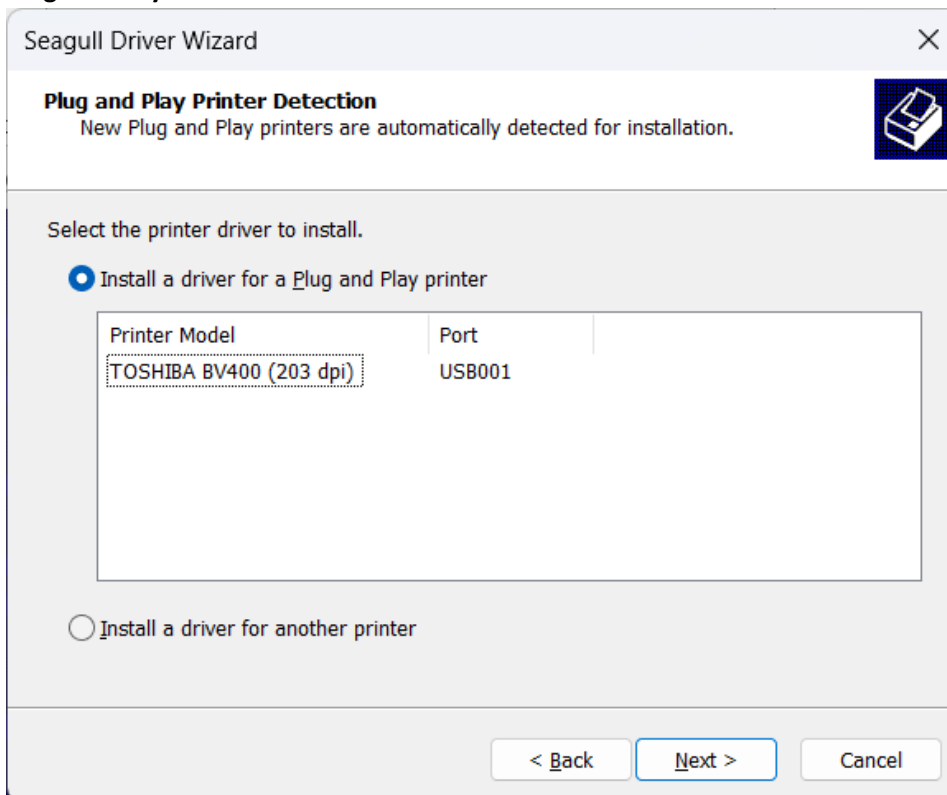 Seagull Driver Wizard
Plug and Play Printer Detection
New Plug and Play printers are automatically detected for installation.
Select the printer driver to install.
Install a driver for a Plug and Play printer
Printer Model Port
TOSHIBA BV400 (203 dpi) USB001
Install a driver for another printer
< Back Next > Cancel